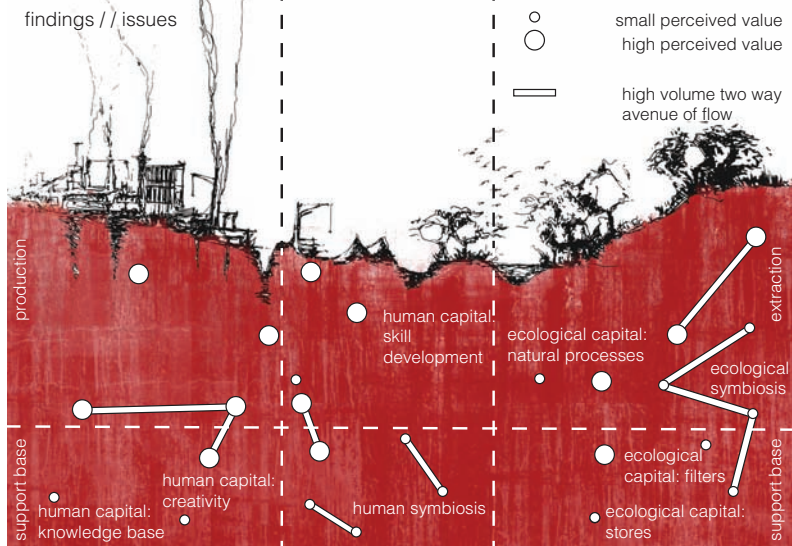 findings // issues
small perceived value
high perceived value
high volume two way
avenue of flow
production
extraction
human capital:
skill
development
ecological capital:
natural processes
ecological
symbiosis
support base
human capital:
creativity
human capital:
knowledge base
human symbiosis
ecological
capital: filters
ecological capital:
stores
support base